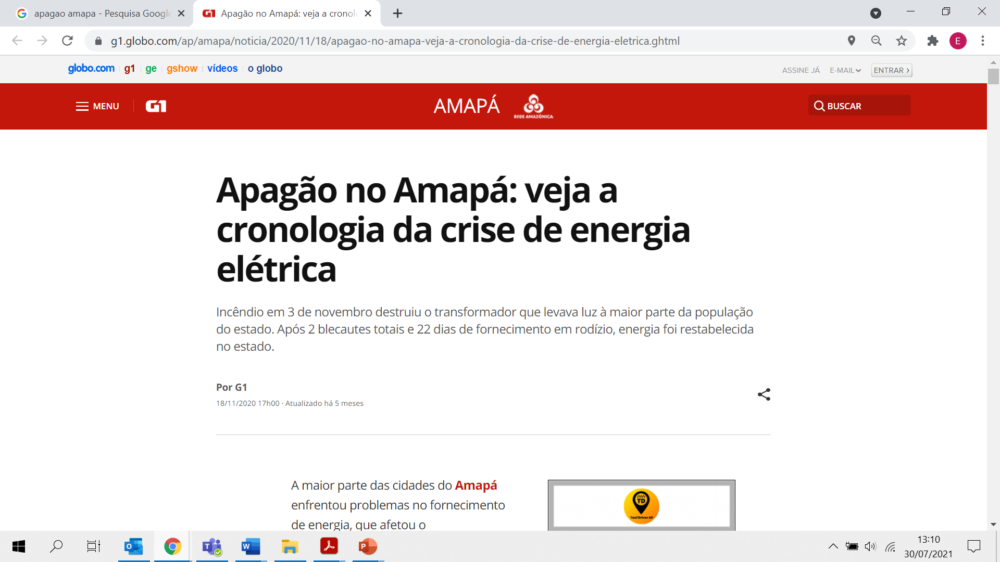 apagao amapa - Pesquisa Google
Apagão no Amapá: veja a cronol
g1.globo.com/ap/amapa/noticia/2020/11/18/apagao-no-amapa-veja-a-cronologia-da-crise-de-energia-eletrica.ghtml
E
globo.com g1 ge gshow vídeos o globo
ASSINE JÁ E-MAIL ENTRAR
MENU G1 AMAPÁ REDE AMAZÔNICA BUSCAR
Apagão no Amapá: veja a
cronologia da crise de energia
elétrica
Incêndio em 3 de novembro destruiu o transformador que levava luz à maior parte da população
do estado. Após 2 blecautes totais e 22 dias de fornecimento em rodízio, energia foi restabelecida
no estado.
Por G1
18/11/2020 17h00 · Atualizado há 5 meses
A maior parte das cidades do Amapá
enfrentou problemas no fornecimento
de energia, que afetou o
TD
Taxi Driver AP
13:10
30/07/2021